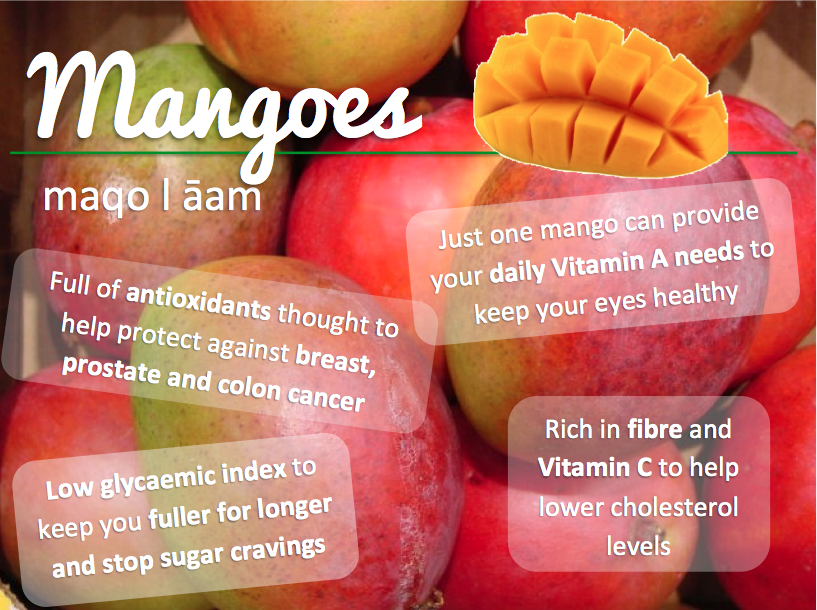 Mangoes
maqo l āam
Just one mango can provide
your daily Vitamin A needs to
keep your eyes healthy
Full of antioxidants thought to
help protect against breast,
prostate and colon cancer
Rich in fibre and
Vitamin C to help
lower cholesterol
levels
Low glycaemic index to
keep you fuller for longer
and stop sugar cravings